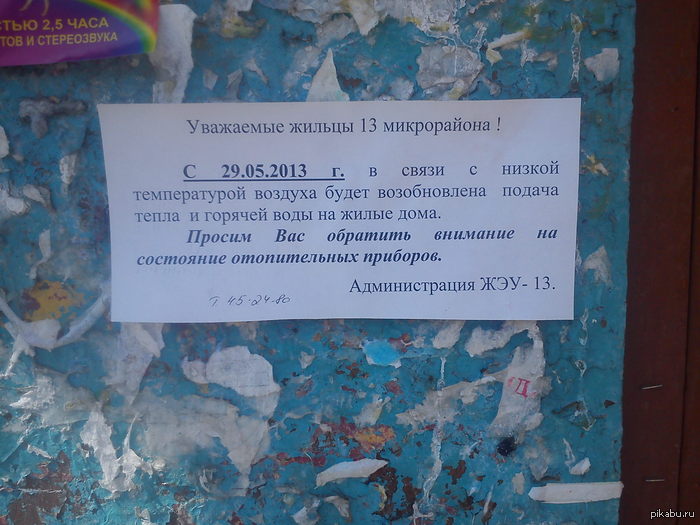 СТЬЮ 2,5 ЧАСА
ТОВ И СТЕРЕОЗВУКА
Уважаемые жильцы 13 микрорайона !
С 29.05.2013 г. в связи с низкой
температурой воздуха будет возобновлена подача
тепла и горячей воды на жилые дома.
Просим Вас обратить внимание на
состояние отопительных приборов.
Администрация ЖЭУ- 13.
т. 45-24-80
Д
pikabu.ru